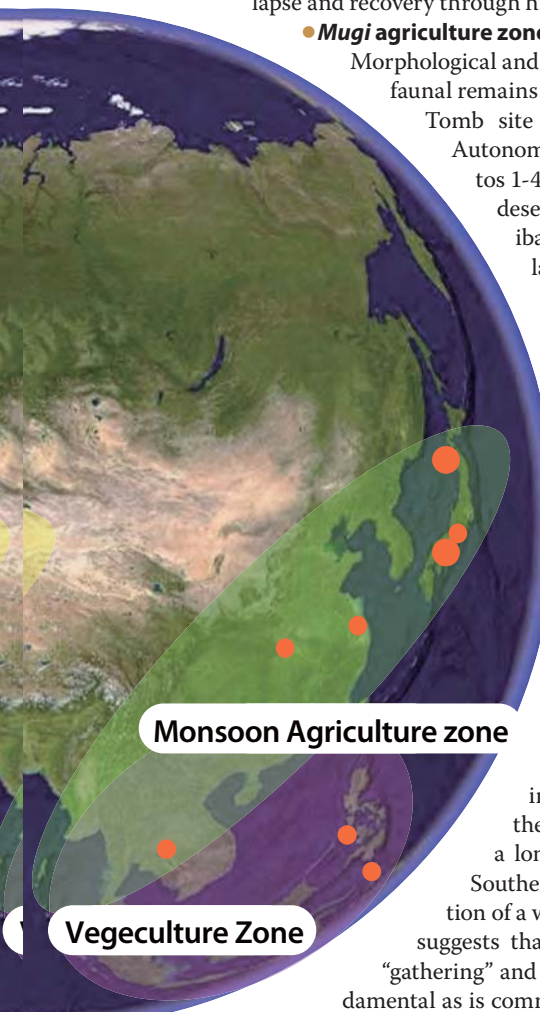 lapse and recovery through h
• Mugi agriculture zone
Morphological and
faunal remains
Tomb site
Autonom
tos 1-4
dese
iba
la
Monsoon Agriculture zone
in
the
a lon
Southe
Vegeculture Zone
tion of a w
suggests tha
“gathering” and
damental as is comm